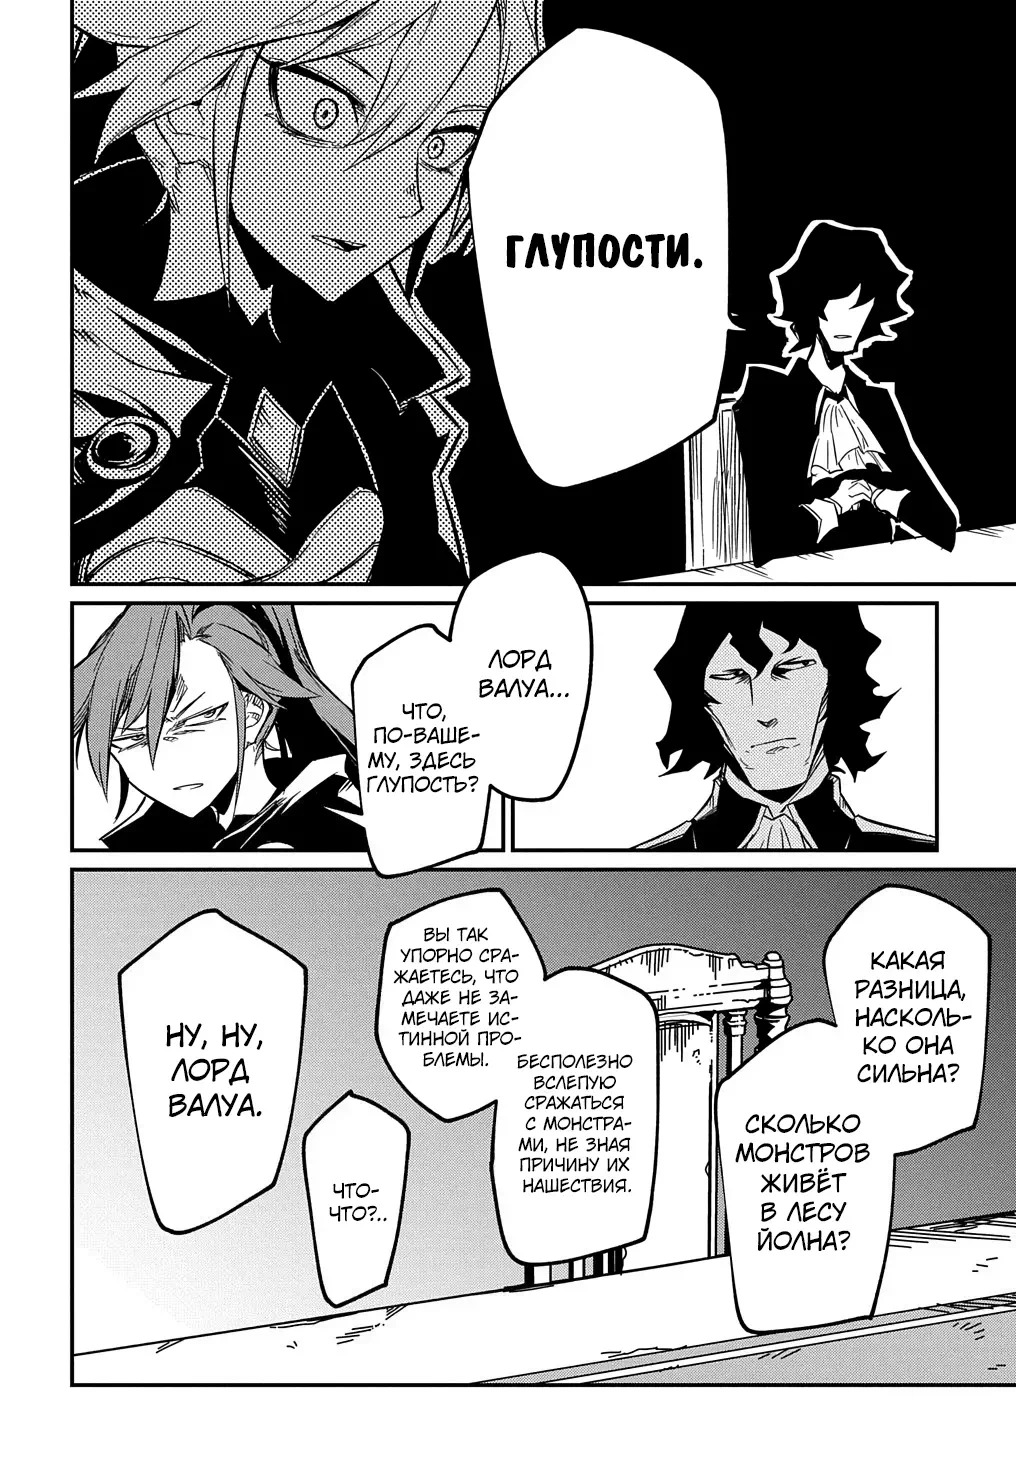 ГЛУПОСТИ.
ЛОРД
ВАЛУА...
ЧТО,
ПО-ВАШЕ-
МУ, ЗДЕСЬ
ГЛУПОСТЬ?
КАКАЯ
РАЗНИЦА,
НАСКОЛЬ-
КО ОНА
СИЛЬНА?
СКОЛЬКО
МОНСТРОВ
ЖИВЁТ
В ЛЕСУ
ЙОЛНА?
ВЫ ТАК
УПОРНО СРА-
ЖАЕТЕСЬ, ЧТО
ДАЖЕ НЕ ЗА-
МЕЧАЕТЕ ИС-
ТИННОЙ ПРО-
БЛЕМЫ.
БЕСПОЛЕЗНО
ВСЛЕПУЮ
СРАЖАТЬСЯ
С МОНСТРА-
МИ, НЕ ЗНАЯ
ПРИЧИНУ ИХ
НАШЕСТВИЯ.
ЧТО-
ЧТО?..
НУ, НУ,
ЛОРД
ВАЛУА.